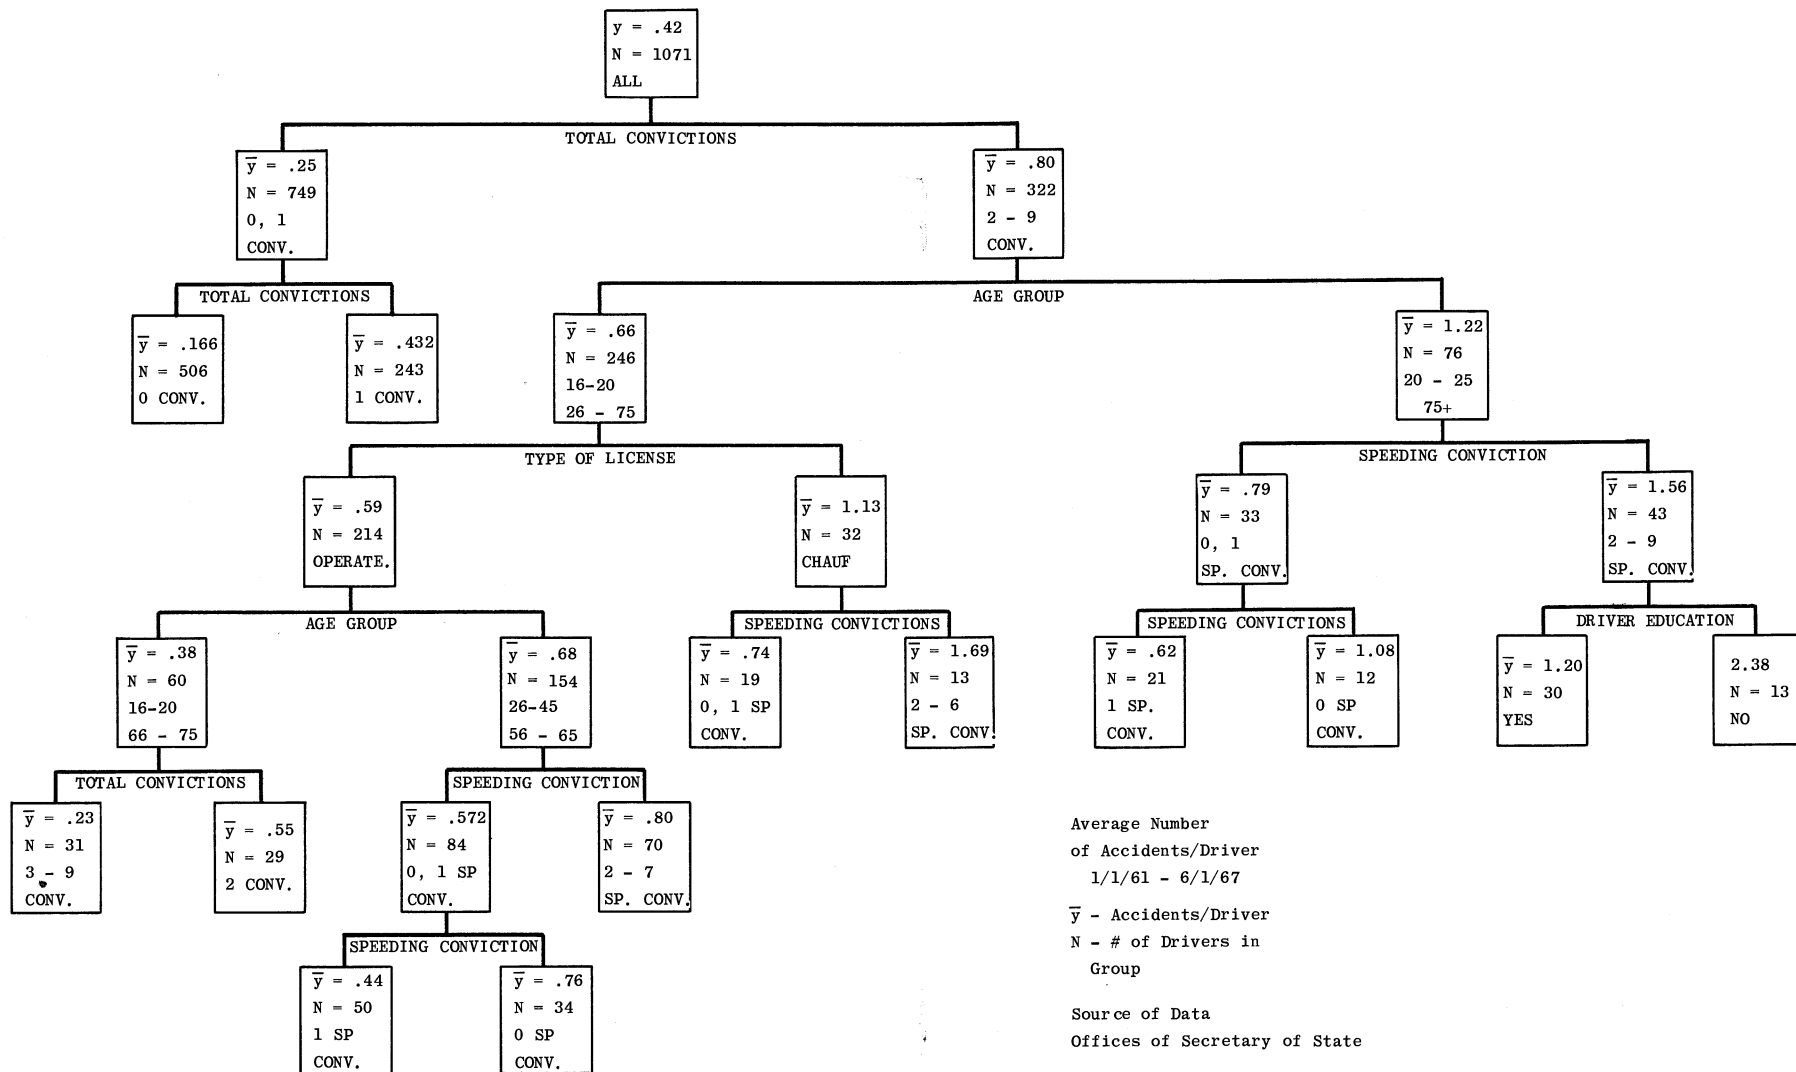 y = .42
N = 1071
ALL
TOTAL CONVICTIONS
y̅ = .25
N = 749
0, 1
CONV.
y̅ = .80
N = 322
2 - 9
CONV.
TOTAL CONVICTIONS
AGE GROUP
y̅ = .166
N = 506
0 CONV.
y̅ = .432
N = 243
1 CONV.
y̅ = .66
N = 246
16-20
26 - 75
y̅ = 1.22
N = 76
20 - 25
75+
TYPE OF LICENSE
SPEEDING CONVICTION
y̅ = .59
N = 214
OPERATE.
y̅ = 1.13
N = 32
CHAUF
y̅ = .79
N = 33
0, 1
SP. CONV.
y̅ = 1.56
N = 43
2 - 9
SP. CONV.
AGE GROUP
SPEEDING CONVICTIONS
SPEEDING CONVICTIONS
DRIVER EDUCATION
y̅ = .38
N = 60
16-20
66 - 75
y̅ = .68
N = 154
26-45
56 - 65
y̅ = .74
N = 19
0, 1 SP
CONV.
y̅ = 1.69
N = 13
2 - 6
SP. CONV.
y̅ = .62
N = 21
1 SP.
CONV.
y̅ = 1.08
N = 12
0 SP
CONV.
y̅ = 1.20
N = 30
YES
2.38
N = 13
NO
TOTAL CONVICTIONS
SPEEDING CONVICTION
y̅ = .23
N = 31
3 - 9
CONV.
y̅ = .55
N = 29
2 CONV.
y̅ = .572
N = 84
0, 1 SP
CONV.
y̅ = .80
N = 70
2 - 7
SP. CONV.
SPEEDING CONVICTION
y̅ = .44
N = 50
1 SP
CONV.
y̅ = .76
N = 34
0 SP
CONV.
Average Number
of Accidents/Driver
1/1/61 - 6/1/67
y̅ - Accidents/Driver
N - # of Drivers in
Group
Source of Data
Offices of Secretary of State